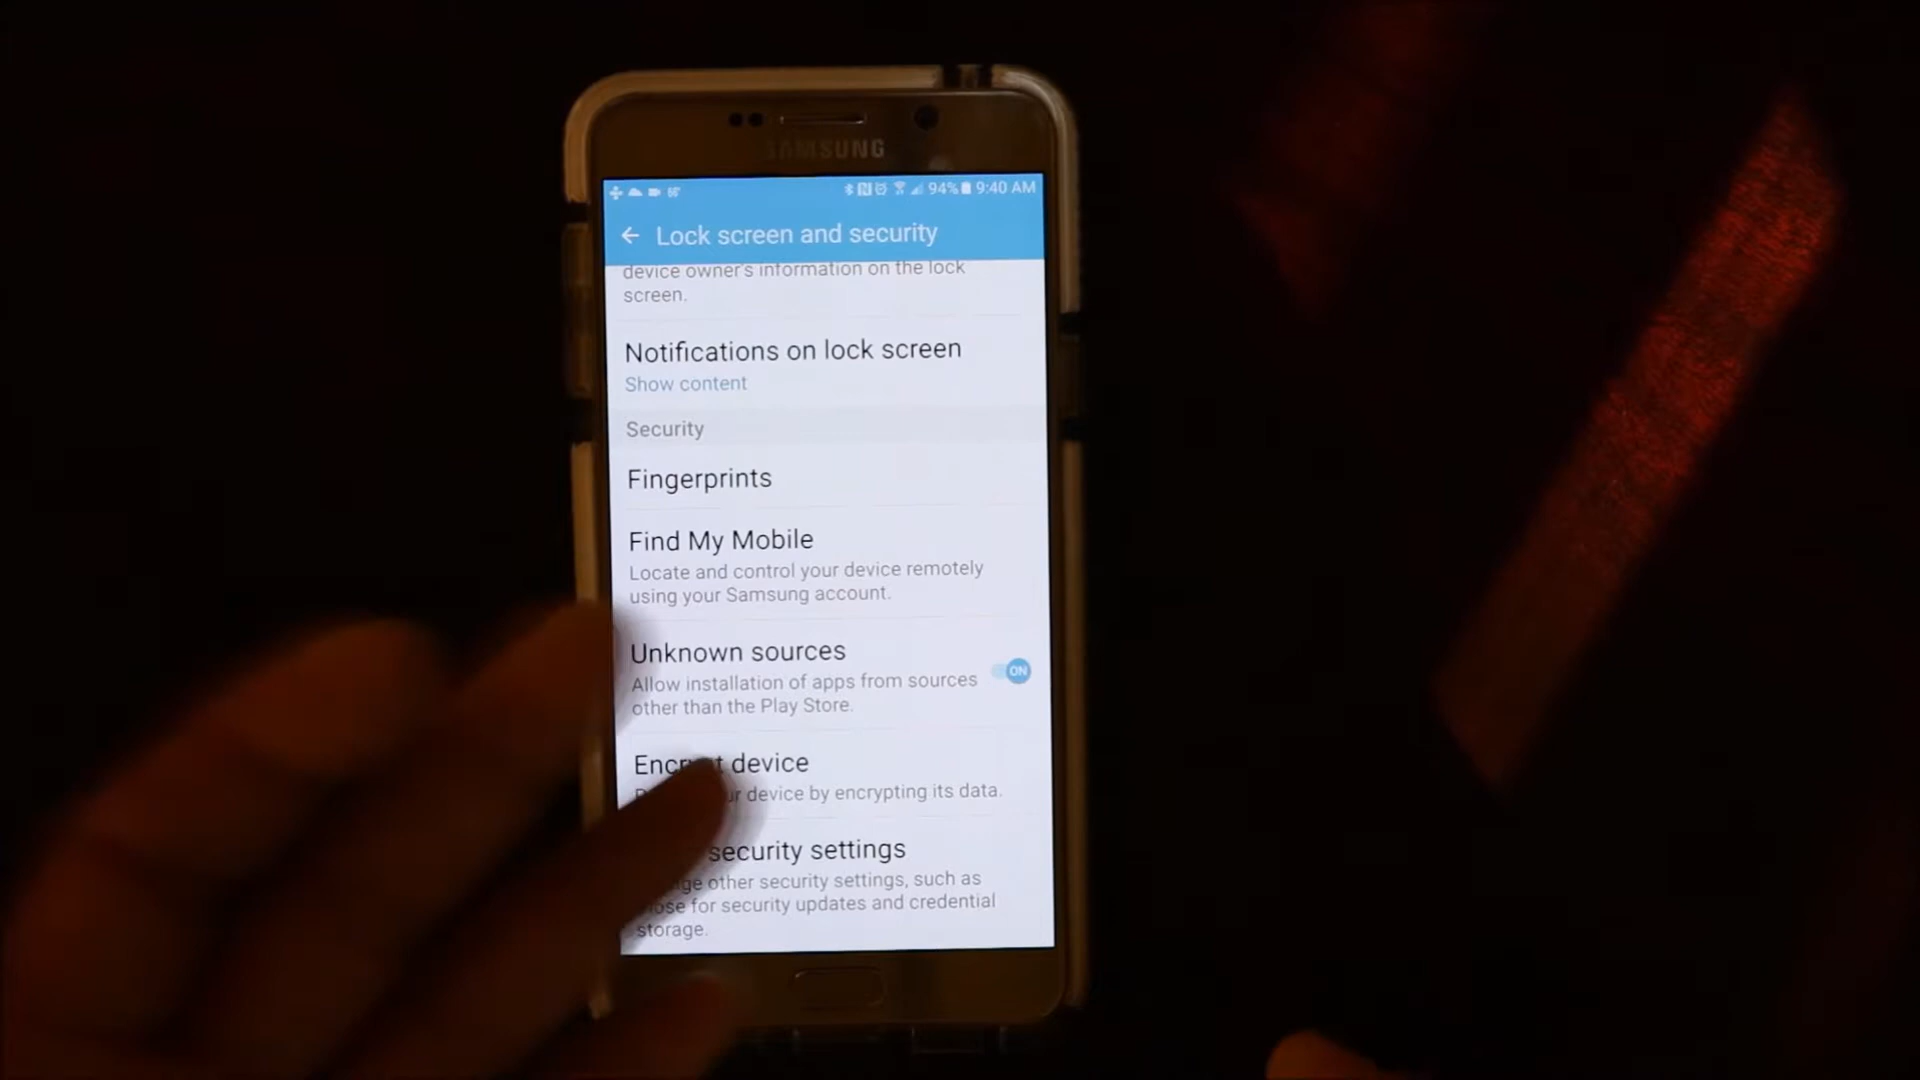 SAMSUNG
66°
94% 9:40 AM
Lock screen and security
device owner's information on the lock
screen.
Notifications on lock screen
Show content
Security
Fingerprints
Find My Mobile
Locate and control your device remotely
using your Samsung account.
Unknown sources
Allow installation of apps from sources
ON
other than the Play Store.
Encrypt device
device by encrypting its data.
security settings
other security settings, such as
for security updates and credential
storage.